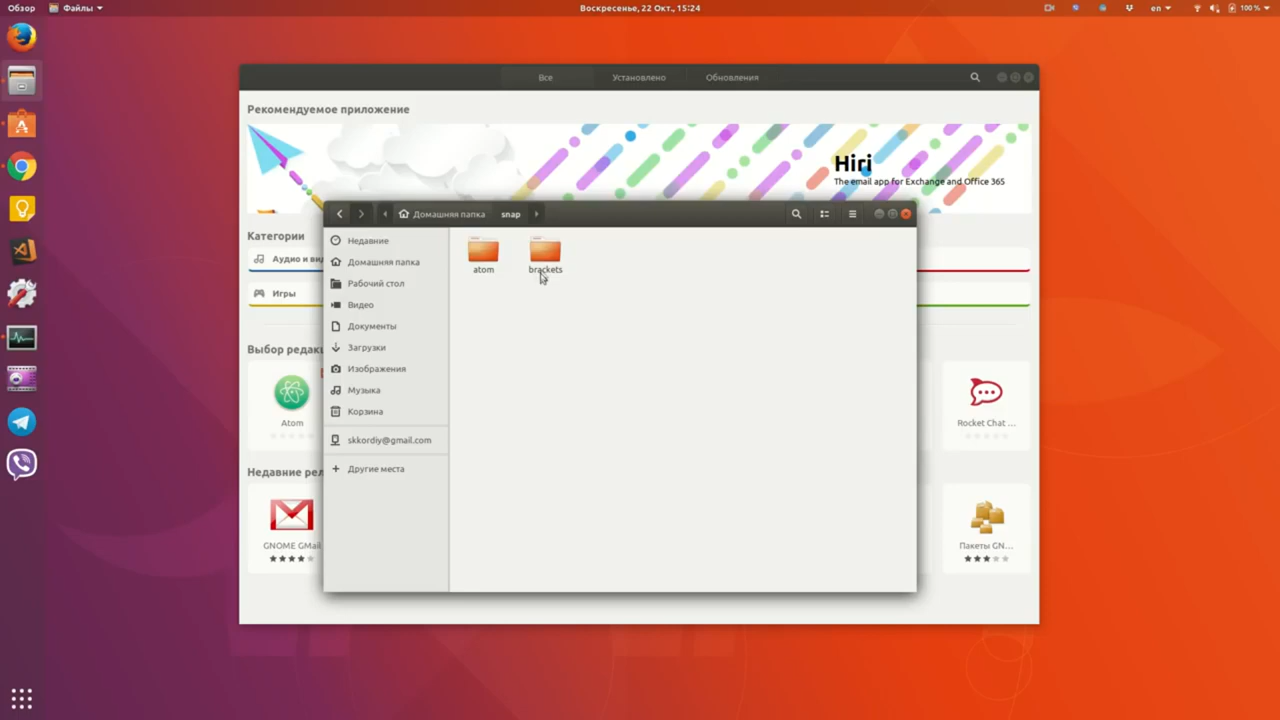 Обзор
Файлы
Воскресенье, 22 Окт., 15:24
en
100 %
Все
Установлено
Обновления
Рекомендуемое приложение
Hiri
The email app for Exchange and Office 365
Домашняя папка
snap
Категории
Аудио и ви
Игры
Недавние
Домашняя папка
Рабочий стол
Видео
Документы
Загрузки
Изображения
Музыка
Корзина
skkordiy@gmail.com
Другие места
atom
brackets
Выбор редак
Atom
Rocket Chat ...
Недавние рел
GNOME GMail
Пакеты GN...